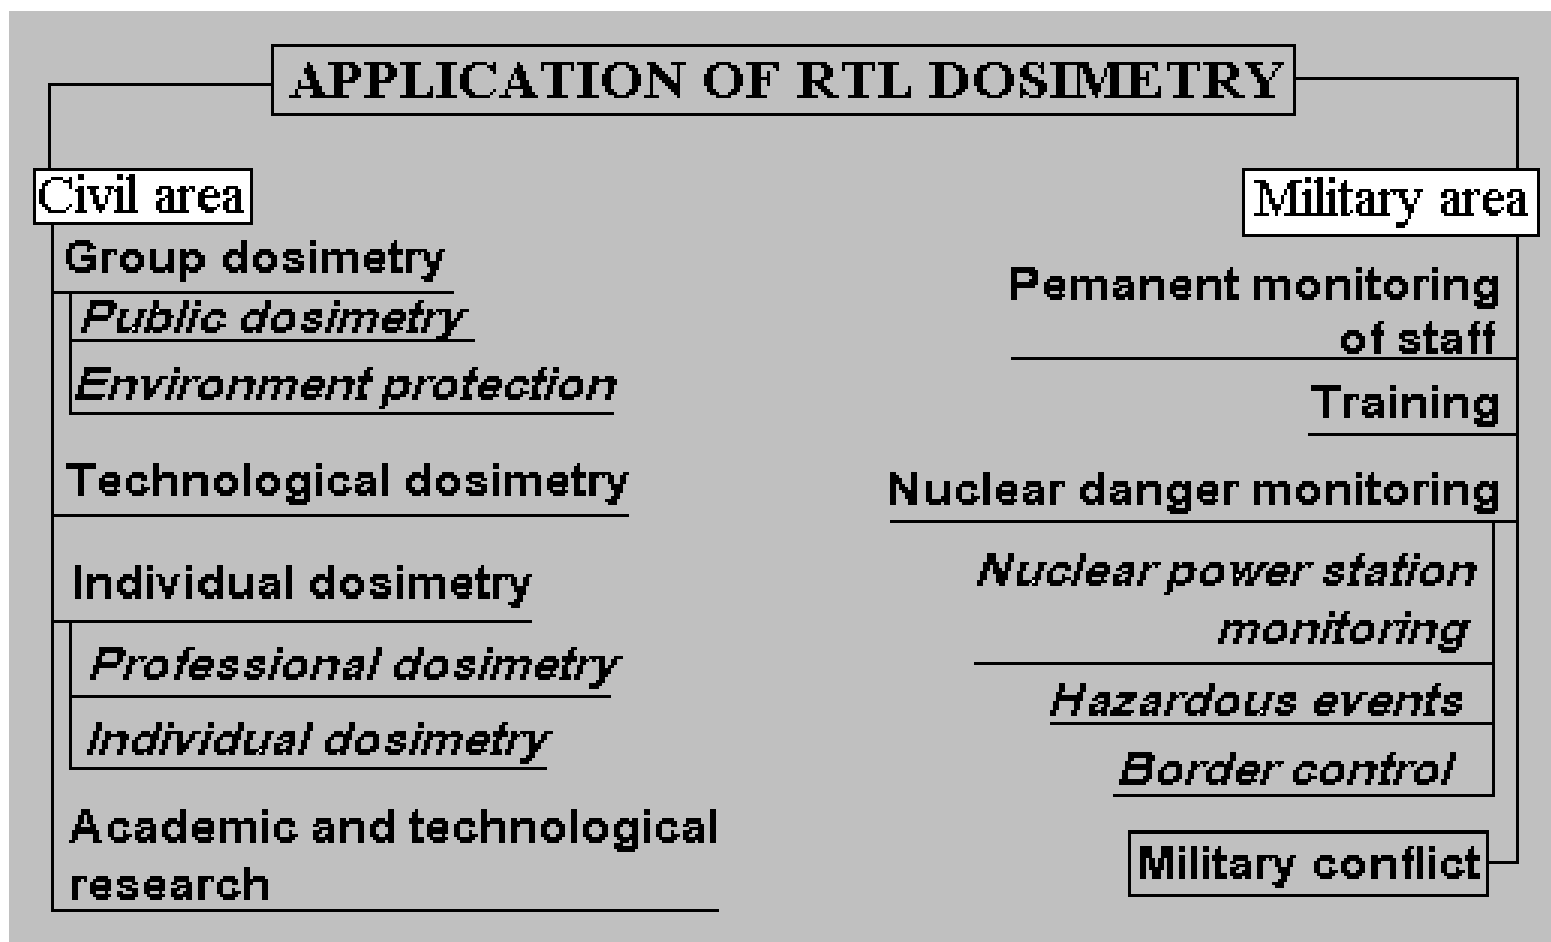 APPLICATION OF RTL DOSIMETRY
Civil area
Group dosimetry
Public dosimetry
Environment protection
Technological dosimetry
Individual dosimetry
Professional dosimetry
Individual dosimetry
Academic and technological
research
Military area
Pemanent monitoring
of staff
Training
Nuclear danger monitoring
Nuclear power station
monitoring
Hazardous events
Border control
Military conflict